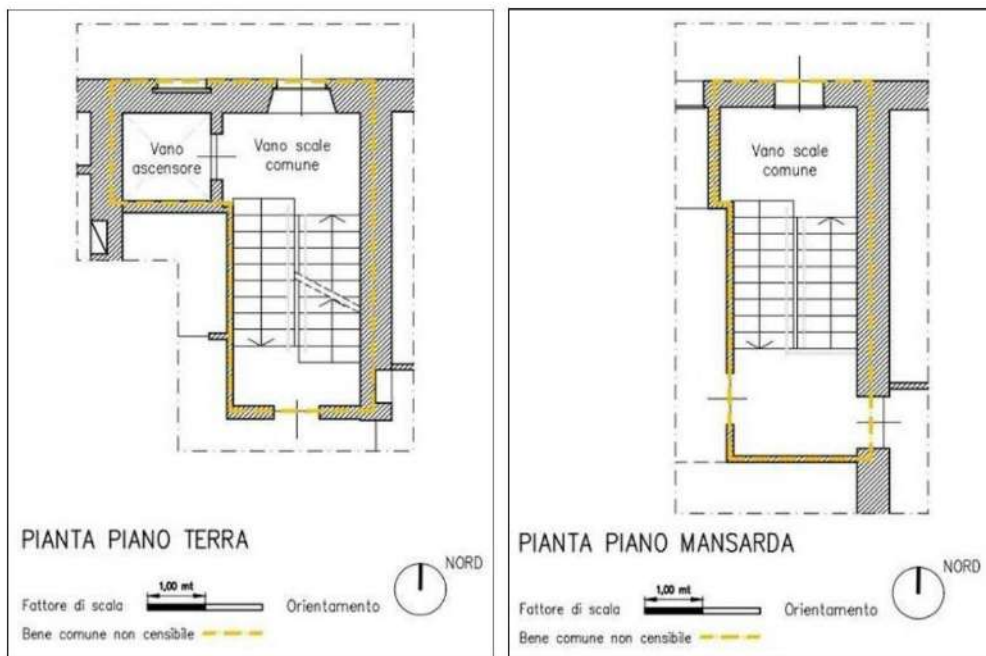 Vano
ascensore
Vano scale
comune
PIANTA PIANO TERRA
NORD
1,00 mt
Fattore di scala
Orientamento
Bene comune non censibile
Vano scale
comune
PIANTA PIANO MANSARDA
NORD
1,00 mt
Fattore di scala
Orientamento
Bene comune non censibile